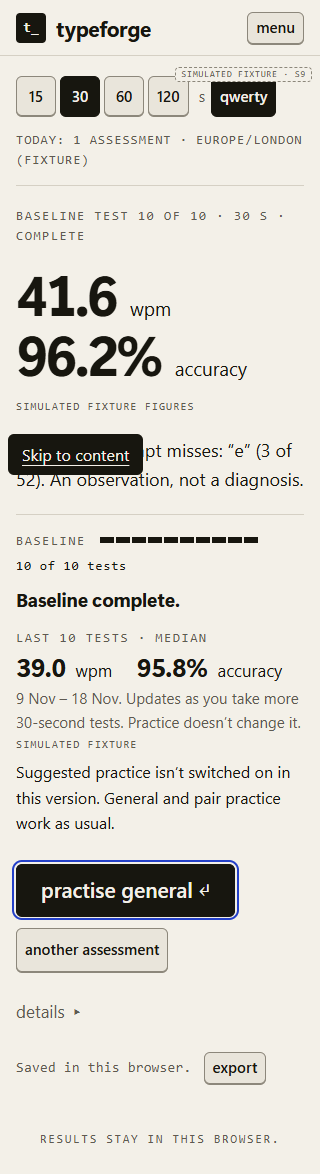 t_ typeforge menu
SIMULATED FIXTURE · S9
15 30 60 120 s qwerty
TODAY: 1 ASSESSMENT · EUROPE/LONDON
(FIXTURE)
BASELINE TEST 10 OF 10 · 30 S ·
COMPLETE
41.6 wpm
96.2% accuracy
SIMULATED FIXTURE FIGURES
Skip to content
misses: “e” (3 of
52). An observation, not a diagnosis.
BASELINE
10 of 10 tests
Baseline complete.
LAST 10 TESTS · MEDIAN
39.0 wpm 95.8% accuracy
9 Nov – 18 Nov. Updates as you take more
30-second tests. Practice doesn’t change it.
SIMULATED FIXTURE
Suggested practice isn’t switched on in
this version. General and pair practice
work as usual.
practise general ↵
another assessment
details ▸
Saved in this browser. export
RESULTS STAY IN THIS BROWSER.